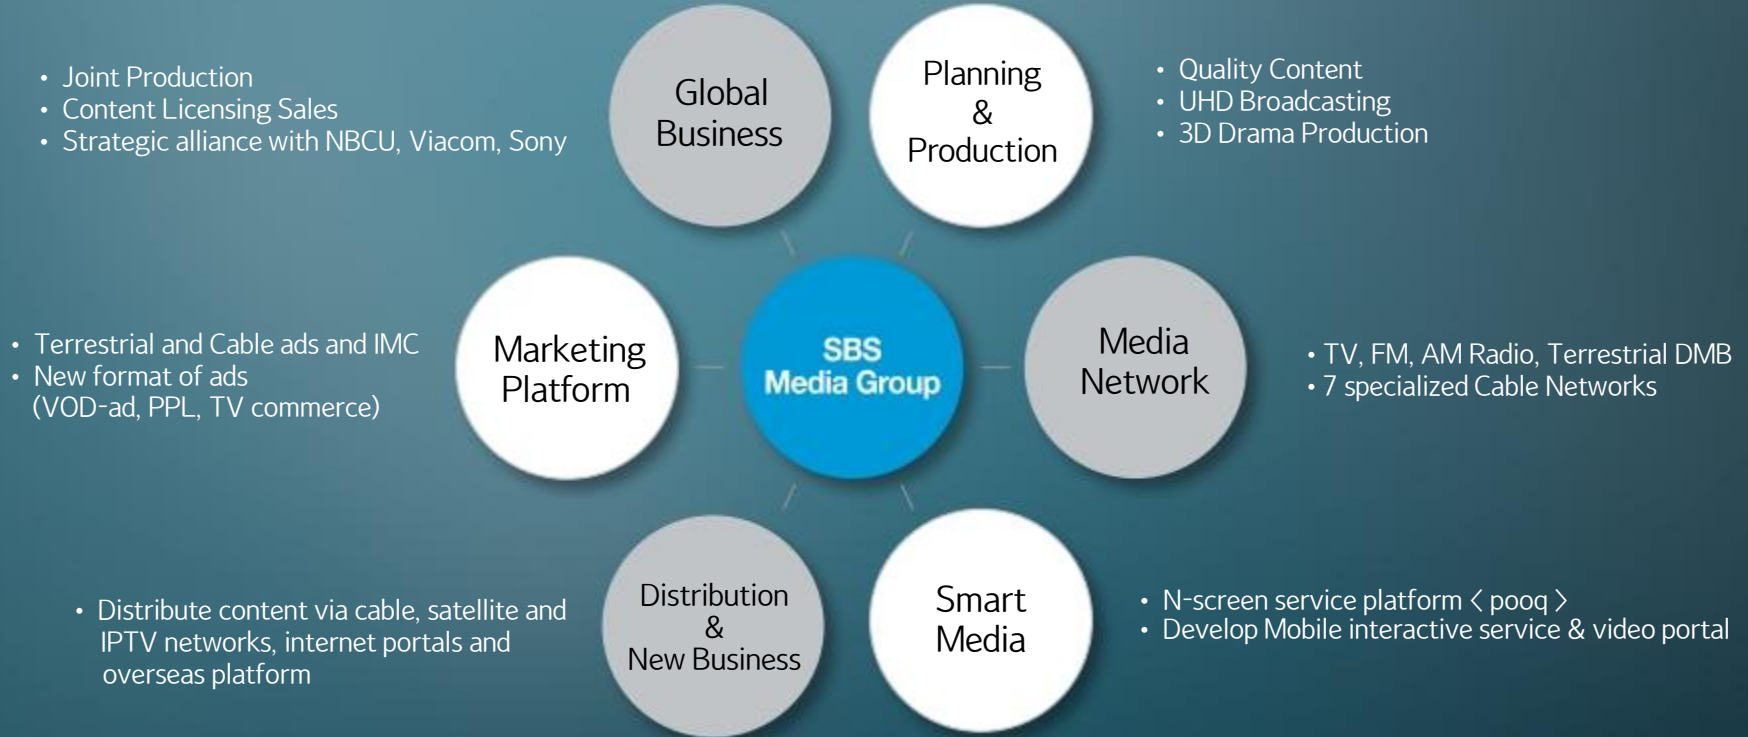 • Joint Production
• Content Licensing Sales
• Strategic alliance with NBCU, Viacom, Sony
Global
Business
Planning
&
Production
• Quality Content
• UHD Broadcasting
• 3D Drama Production
• Terrestrial and Cable ads and IMC
• New format of ads
(VOD-ad, PPL, TV commerce)
Marketing
Platform
SBS
Media Group
Media
Network
• TV, FM, AM Radio, Terrestrial DMB
• 7 specialized Cable Networks
• Distribute content via cable, satellite and
IPTV networks, internet portals and
overseas platform
Distribution
&
New Business
Smart
Media
• N-screen service platform〈 pooq 〉
• Develop Mobile interactive service & video portal